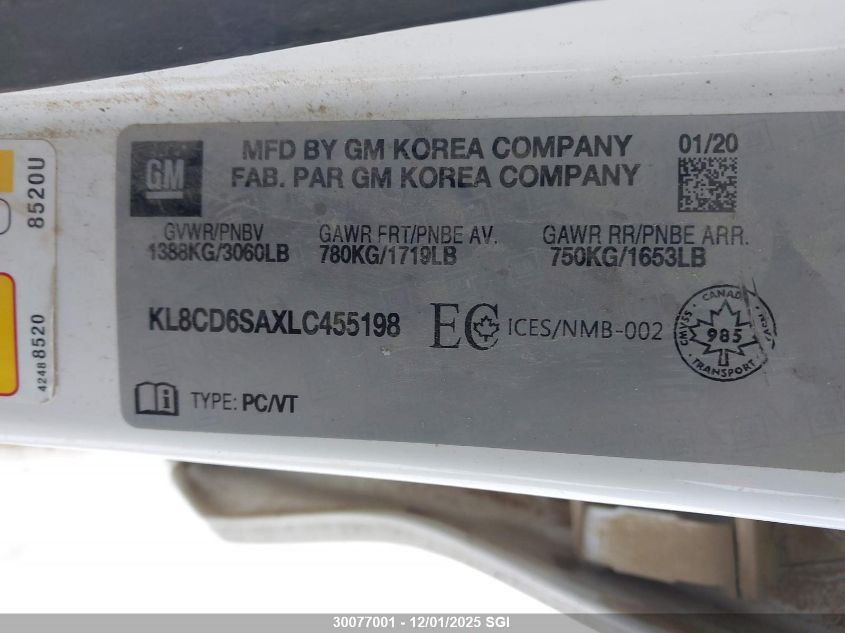 GM
MFD BY GM KOREA COMPANY
FAB. PAR GM KOREA COMPANY
01/20
GVWR/PNBV
1388KG/3060LB
GAWR FRT/PNBE AV.
780KG/1719LB
GAWR RR/PNBE ARR.
750KG/1653LB
KL8CD6SAXLC455198
EC ICES/NMB-002
CANADA
CMVSS 985 NSVAC
TRANSPORT
TYPE: PC/VT
8520U
4248 8520
30077001 - 12/01/2025 SGI